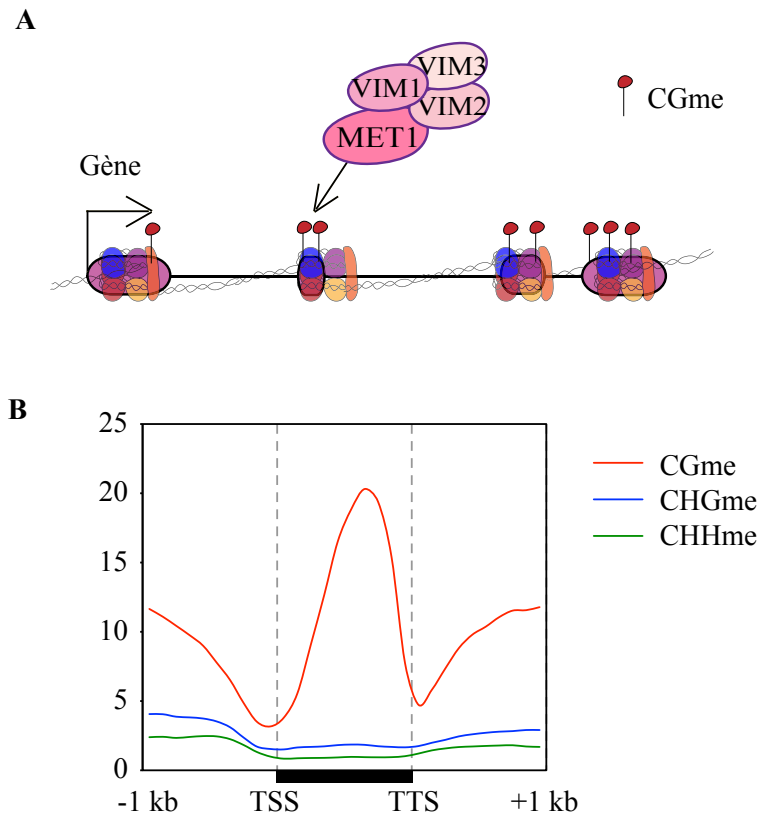 A
VIM3
VIM1
VIM2
MET1
CGme
Gène
B
25
20
15
10
5
0
-1 kb TSS TTS +1 kb
CGme
CHGme
CHHme